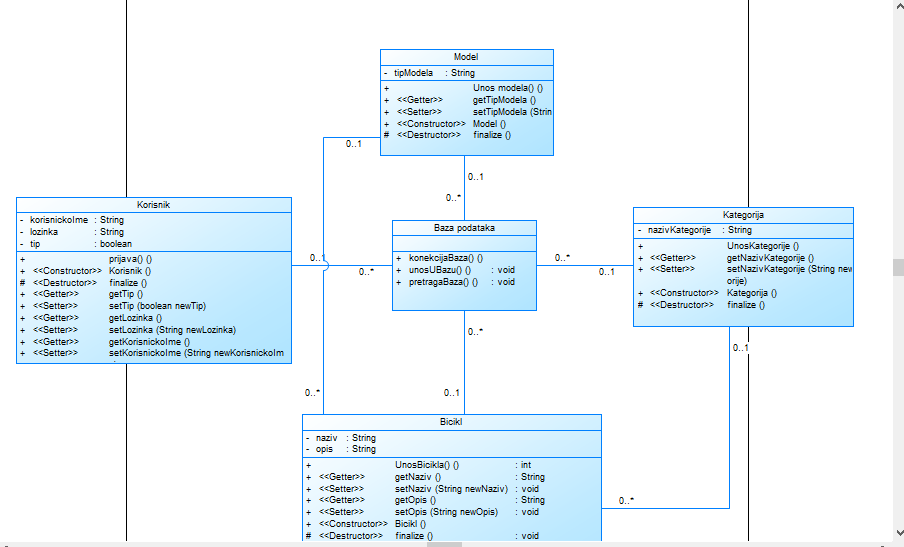 Model
- tipModela : String
+ Unos modela() ()
+ <<Getter>> getTipModela ()
+ <<Setter>> setTipModela (Strin
+ <<Constructor>> Model ()
# <<Destructor>> finalize ()
0..1
0..1
0..*
Korisnik
- korisnickoIme : String
- lozinka : String
- tip : boolean
+ prijava() ()
+ <<Constructor>> Korisnik ()
# <<Destructor>> finalize ()
+ <<Getter>> getTip ()
+ <<Setter>> setTip (boolean newTip)
+ <<Getter>> getLozinka ()
+ <<Setter>> setLozinka (String newLozinka)
+ <<Getter>> getKorisnickoIme ()
+ <<Setter>> setKorisnickoIme (String newKorisnickoIm
0..1
0..*
Baza podataka
+ konekcijaBaza() ()
+ unosUBazu() () : void
+ pretragaBaza() () : void
0..*
0..1
Kategorija
- nazivKategorije : String
+ UnosKategorije ()
+ <<Getter>> getNazivKategorije ()
+ <<Setter>> setNazivKategorije (String new
orije)
+ <<Constructor>> Kategorija ()
# <<Destructor>> finalize ()
0..*
0..1
0..1
0..*
Bicikl
- naziv : String
- opis : String
+ UnosBicikla() () : int
+ <<Getter>> getNaziv () : String
+ <<Setter>> setNaziv (String newNaziv) : void
+ <<Getter>> getOpis () : String
+ <<Setter>> setOpis (String newOpis) : void
+ <<Constructor>> Bicikl ()
# <<Destructor>> finalize () : void
0..*